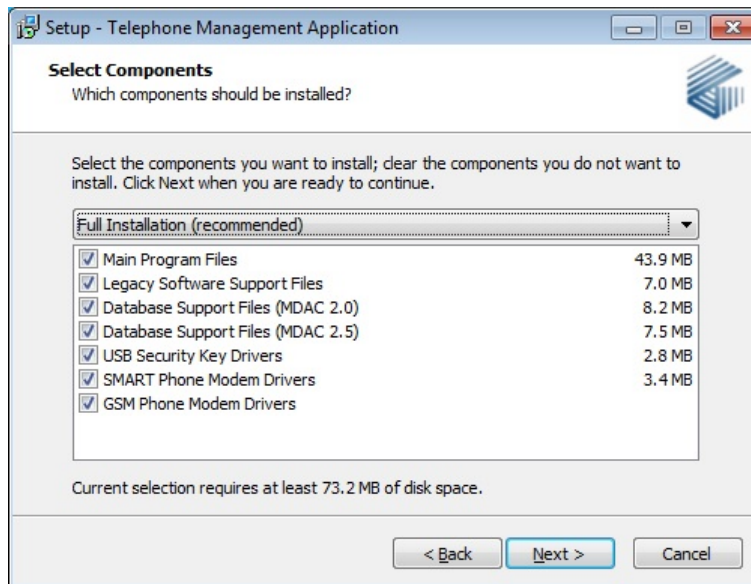 Setup - Telephone Management Application
Select Components
Which components should be installed?
Select the components you want to install; clear the components you do not want to
install. Click Next when you are ready to continue.
Full Installation (recommended)
Main Program Files 43.9 MB
Legacy Software Support Files 7.0 MB
Database Support Files (MDAC 2.0) 8.2 MB
Database Support Files (MDAC 2.5) 7.5 MB
USB Security Key Drivers 2.8 MB
SMART Phone Modem Drivers 3.4 MB
GSM Phone Modem Drivers
Current selection requires at least 73.2 MB of disk space.
< Back Next > Cancel